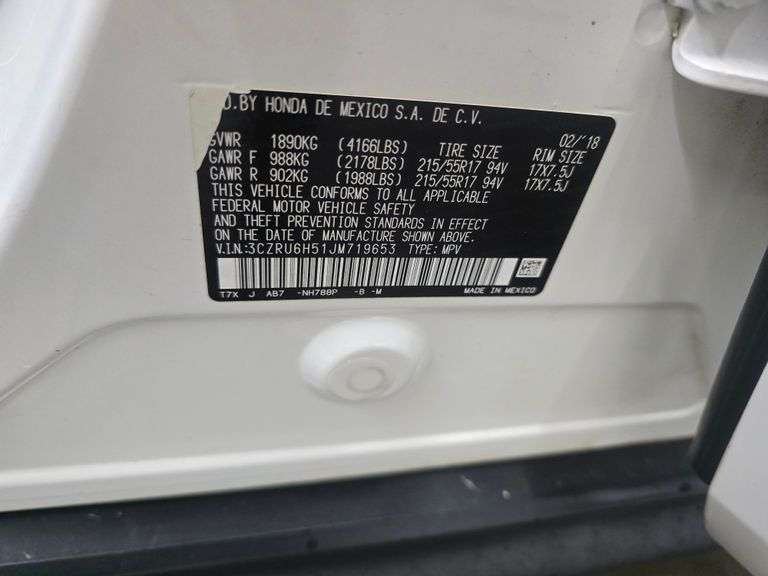 D.BY HONDA DE MEXICO S.A. DE C.V.
GVWR 1890KG (4166LBS) TIRE SIZE 02/'18 RIM SIZE
GAWR F 988KG (2178LBS) 215/55R17 94V 17X7.5J
GAWR R 902KG (1988LBS) 215/55R17 94V 17X7.5J
THIS VEHICLE CONFORMS TO ALL APPLICABLE
FEDERAL MOTOR VEHICLE SAFETY
AND THEFT PREVENTION STANDARDS IN EFFECT
ON THE DATE OF MANUFACTURE SHOWN ABOVE.
V.I.N:3CZRU6H51JM719653 TYPE: MPV
T7X J AB7 -NH788P -B -M MADE IN MEXICO